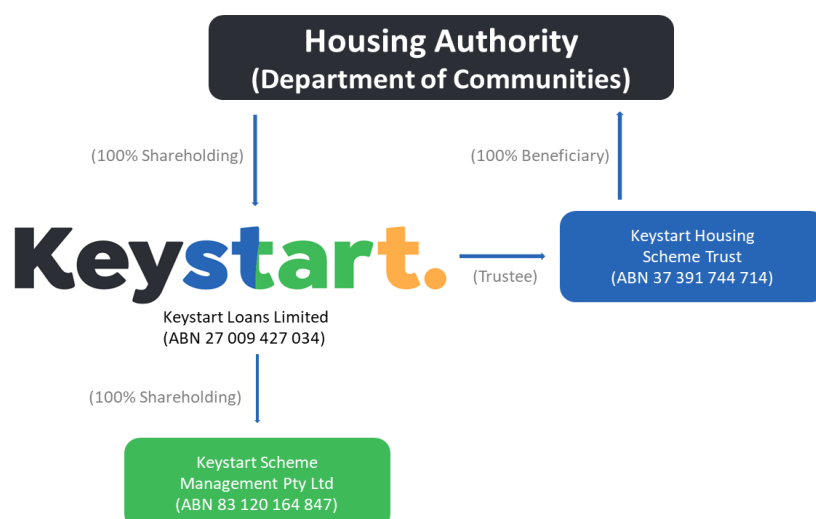 Housing Authority
(Department of Communities)
(100% Shareholding)
(100% Beneficiary)
Keystart.
Keystart Housing
Scheme Trust
(ABN 37 391 744 714)
(Trustee)
Keystart Loans Limited
(ABN 27 009 427 034)
(100% Shareholding)
Keystart Scheme
Management Pty Ltd
(ABN 83 120 164 847)